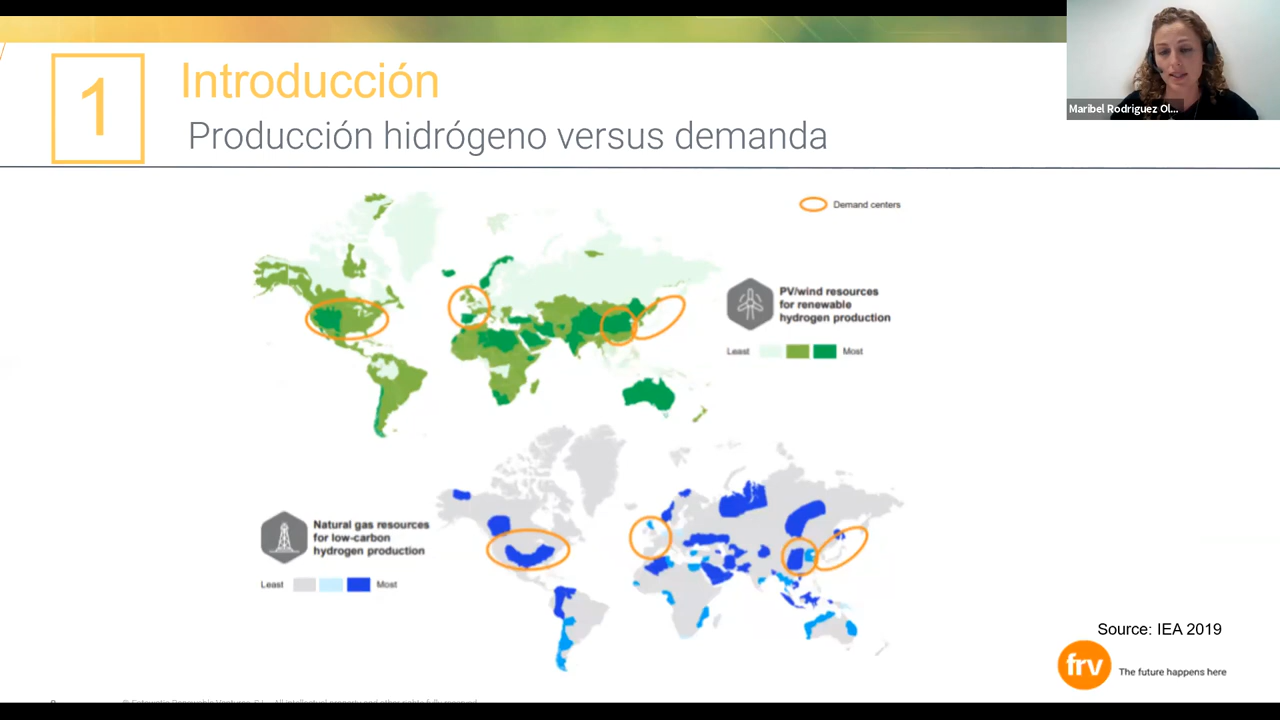 1
Introducción
Producción hidrógeno versus demanda
Maribel Rodriguez Ol...
Demand centers
PV/wind resources
for renewable
hydrogen production
Least
Most
Natural gas resources
for low-carbon
hydrogen production
Least
Most
Source: IEA 2019
frv
The future happens here